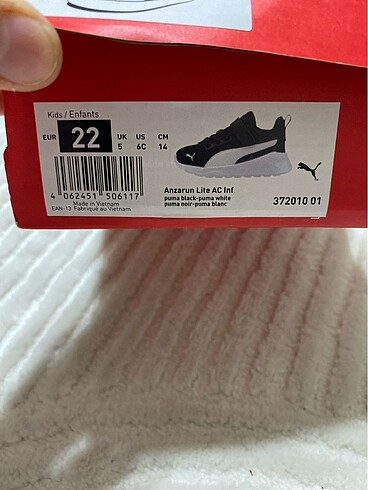 Kids / Enfants
EUR 22 UK 5 US 6C CM 14
4 062451 506117
Made in Vietnam
EAN-13 Fabriqué au Vietnam
Anzarun Lite AC Inf
puma black-puma white
puma noir-puma blanc
372010 01